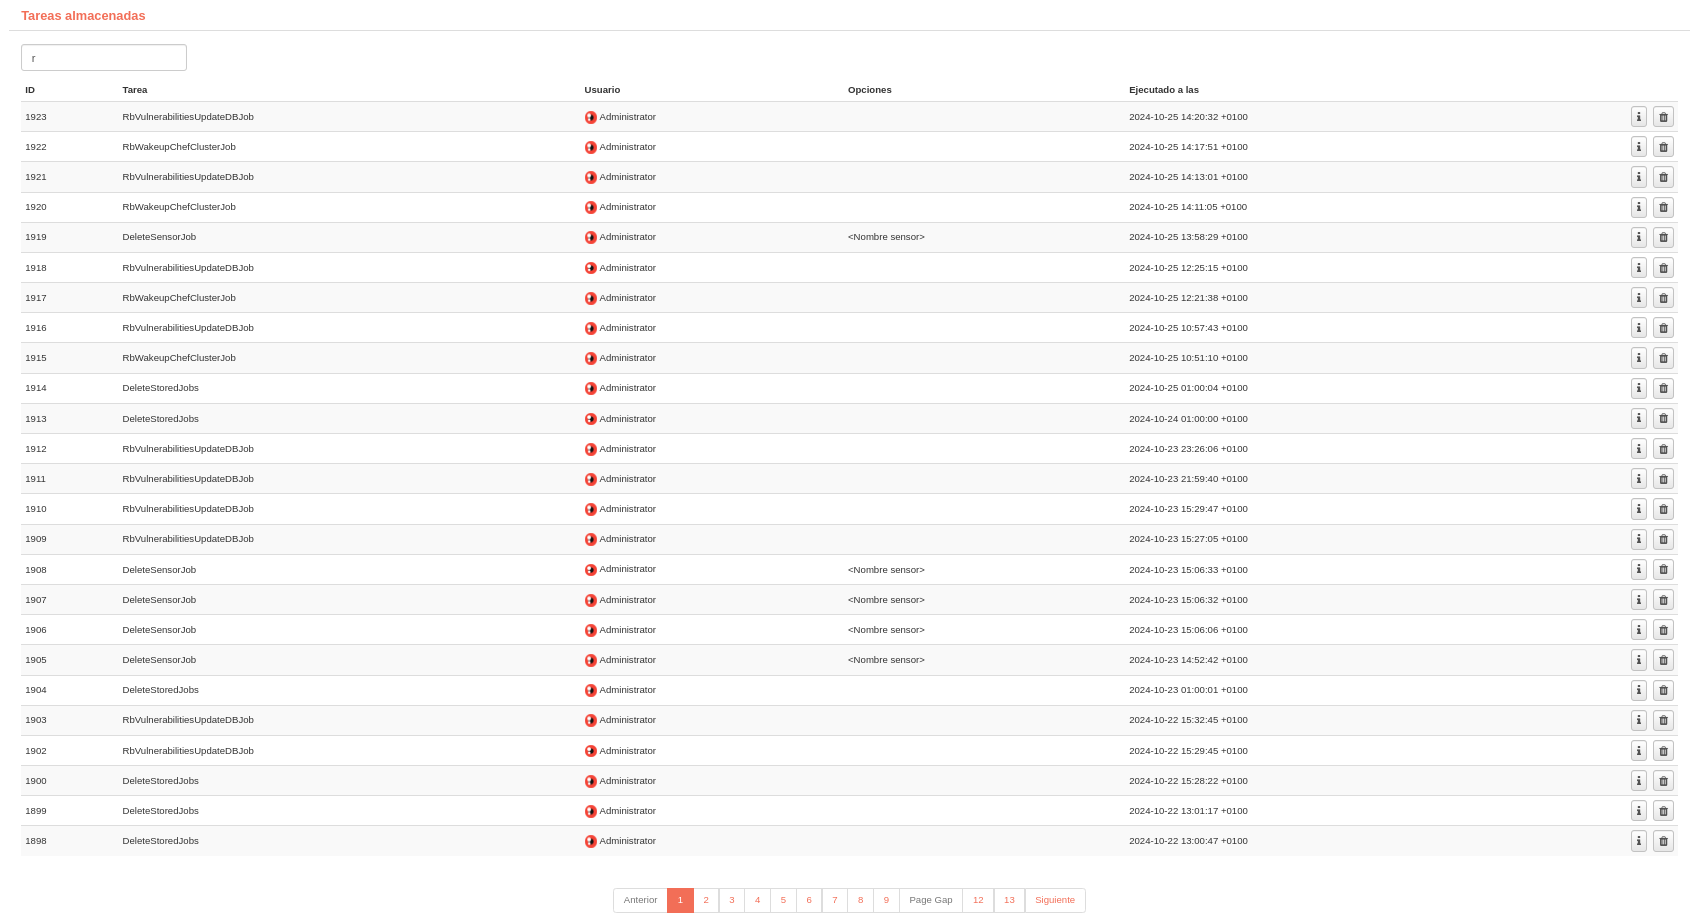 Tareas almacenadas
r
ID Tarea Usuario Opciones Ejecutado a las
1923 RbVulnerabilitiesUpdateDBJob Administrator 2024-10-25 14:20:32 +0100
1922 RbWakeupChefClusterJob Administrator 2024-10-25 14:17:51 +0100
1921 RbVulnerabilitiesUpdateDBJob Administrator 2024-10-25 14:13:01 +0100
1920 RbWakeupChefClusterJob Administrator 2024-10-25 14:11:05 +0100
1919 DeleteSensorJob Administrator <Nombre sensor> 2024-10-25 13:58:29 +0100
1918 RbVulnerabilitiesUpdateDBJob Administrator 2024-10-25 12:25:15 +0100
1917 RbWakeupChefClusterJob Administrator 2024-10-25 12:21:38 +0100
1916 RbVulnerabilitiesUpdateDBJob Administrator 2024-10-25 10:57:43 +0100
1915 RbWakeupChefClusterJob Administrator 2024-10-25 10:51:10 +0100
1914 DeleteStoredJobs Administrator 2024-10-25 01:00:04 +0100
1913 DeleteStoredJobs Administrator 2024-10-24 01:00:00 +0100
1912 RbVulnerabilitiesUpdateDBJob Administrator 2024-10-23 23:26:06 +0100
1911 RbVulnerabilitiesUpdateDBJob Administrator 2024-10-23 21:59:40 +0100
1910 RbVulnerabilitiesUpdateDBJob Administrator 2024-10-23 15:29:47 +0100
1909 RbVulnerabilitiesUpdateDBJob Administrator 2024-10-23 15:27:05 +0100
1908 DeleteSensorJob Administrator <Nombre sensor> 2024-10-23 15:06:33 +0100
1907 DeleteSensorJob Administrator <Nombre sensor> 2024-10-23 15:06:32 +0100
1906 DeleteSensorJob Administrator <Nombre sensor> 2024-10-23 15:06:06 +0100
1905 DeleteSensorJob Administrator <Nombre sensor> 2024-10-23 14:52:42 +0100
1904 DeleteStoredJobs Administrator 2024-10-23 01:00:01 +0100
1903 RbVulnerabilitiesUpdateDBJob Administrator 2024-10-22 15:32:45 +0100
1902 RbVulnerabilitiesUpdateDBJob Administrator 2024-10-22 15:29:45 +0100
1900 DeleteStoredJobs Administrator 2024-10-22 15:28:22 +0100
1899 DeleteStoredJobs Administrator 2024-10-22 13:01:17 +0100
1898 DeleteStoredJobs Administrator 2024-10-22 13:00:47 +0100
Anterior 1 2 3 4 5 6 7 8 9 Page Gap 12 13 Siguiente